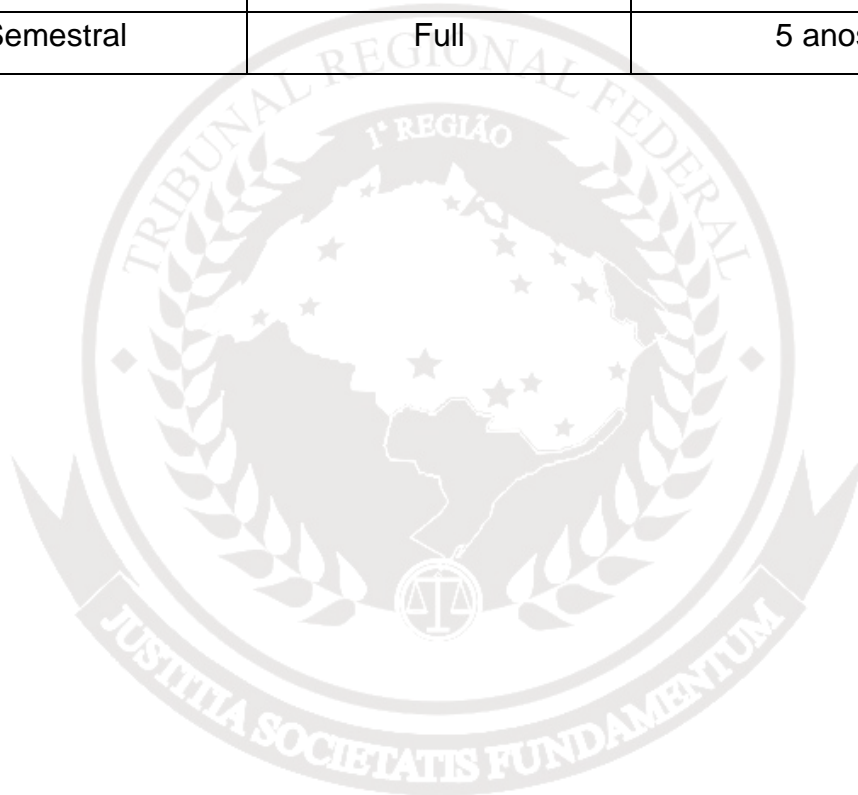 Semestral Full 5 anos
TRIBUNAL REGIONAL FEDERAL
1ª REGIÃO
JUSTITIA SOCIETATIS FUNDAMENTUM